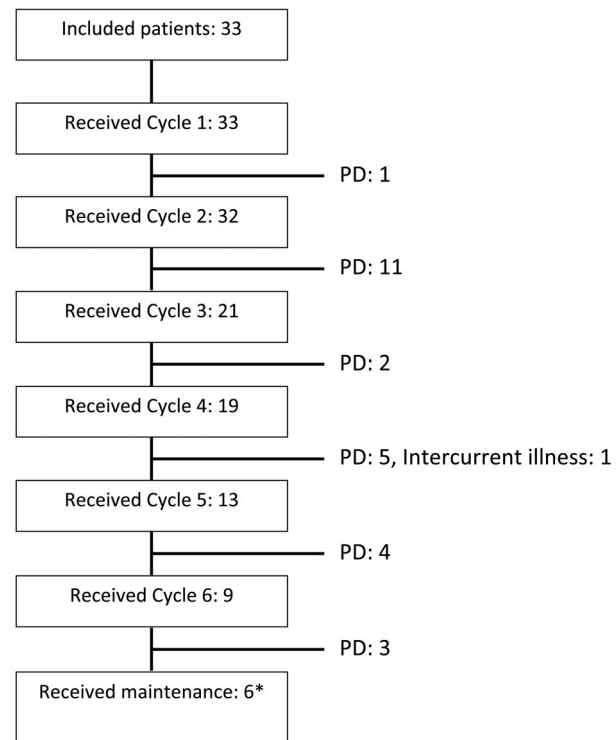 Included patients: 33
Received Cycle 1: 33
PD: 1
Received Cycle 2: 32
PD: 11
Received Cycle 3: 21
PD: 2
Received Cycle 4: 19
PD: 5, Intercurrent illness: 1
Received Cycle 5: 13
PD: 4
Received Cycle 6: 9
PD: 3
Received maintenance: 6*